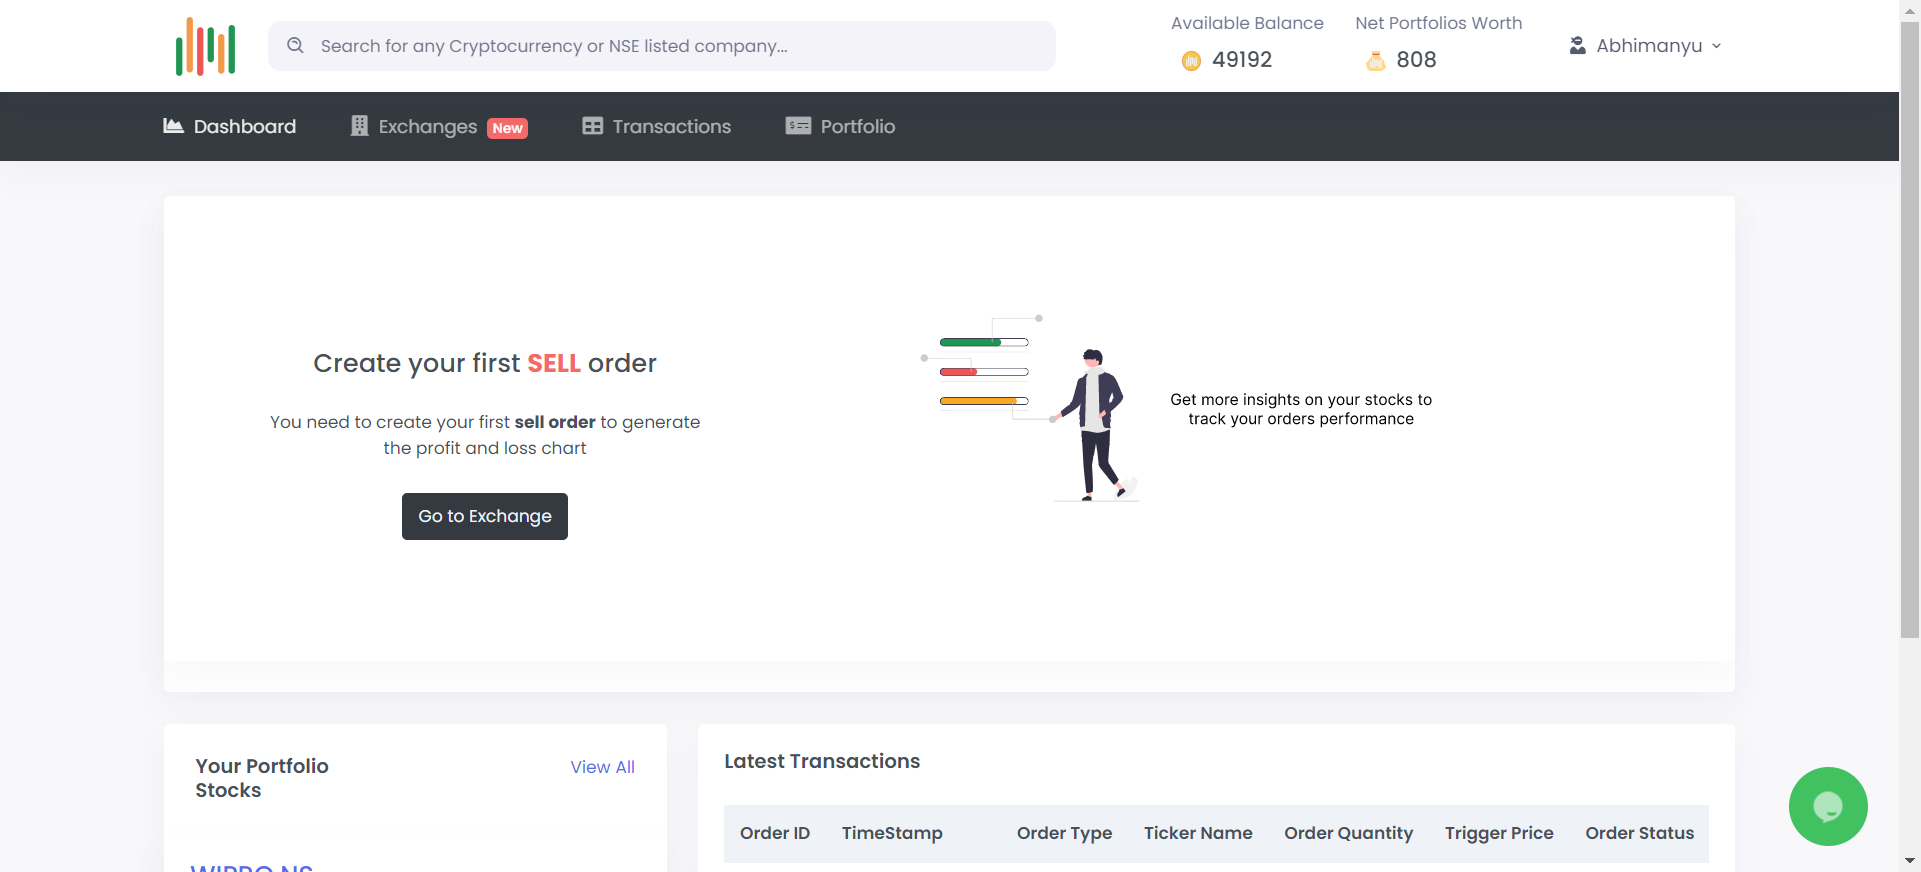 Search for any Cryptocurrency or NSE listed company...
Available Balance
49192
Net Portfolios Worth
808
Abhimanyu
Dashboard
Exchanges New
Transactions
Portfolio
Create your first SELL order
You need to create your first sell order to generate
the profit and loss chart
Go to Exchange
Get more insights on your stocks to
track your orders performance
Your Portfolio
Stocks
View All
WIPRO.NS
Latest Transactions
Order ID TimeStamp Order Type Ticker Name Order Quantity Trigger Price Order Status